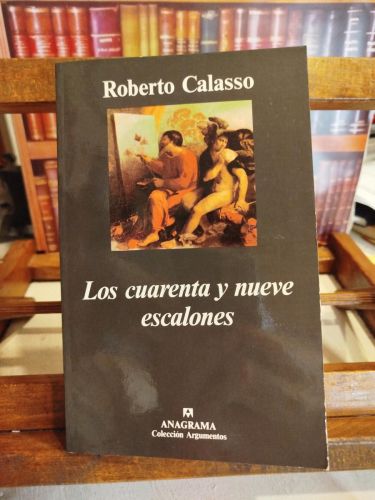 Roberto Calasso
Los cuarenta y nueve
escalones
ANAGRAMA
Colección Argumentos